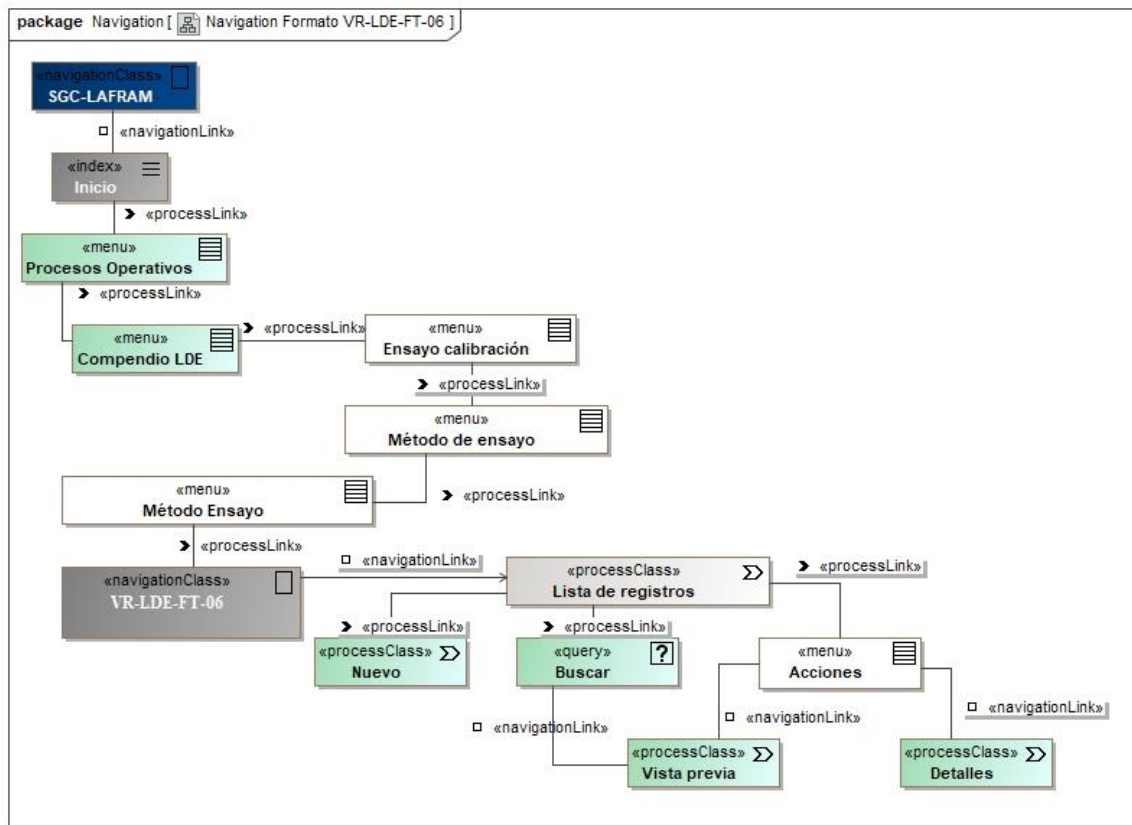 package Navigation [ Navigation Formato VR-LDE-FT-06 ]
«navigationClass»
SGC-LAFRAM
«navigationLink»
«index»
Inicio
«processLink»
«menu»
Procesos Operativos
«processLink»
«menu»
Compendio LDE
«processLink»
«menu»
Ensayo calibración
«processLink»
«menu»
Método de ensayo
«processLink»
«menu»
Método Ensayo
«processLink»
«navigationClass»
VR-LDE-FT-06
«navigationLink»
«processClass»
Lista de registros
«processLink»
«processLink»
«processLink»
«processClass»
Nuevo
«query»
?
Buscar
«menu»
Acciones
«navigationLink»
«navigationLink»
«navigationLink»
«processClass»
Vista previa
«processClass»
Detalles